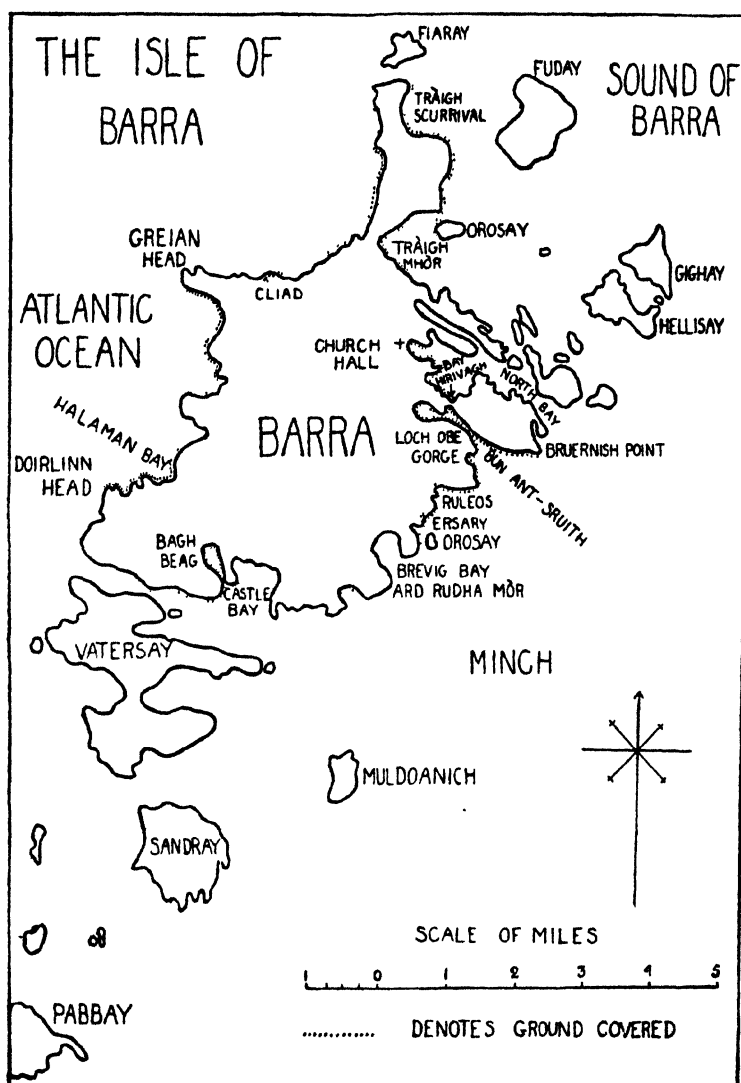 THE ISLE OF
BARRA
FIARAY
FUDAY
SOUND OF
BARRA
TRÀIGH
SCURRIVAL
OROSAY
TRÀIGH
MHÒR
GREIAN
HEAD
CLIAD
GIGHAY
HELLISAY
ATLANTIC
OCEAN
CHURCH
HALL
BAY
HIRIVAGH
NORTH BAY
HALAMAN BAY
BARRA
LOCH OBE
GORGE
BRUERNISH POINT
BUN ANT-SRUITH
DOIRLINN
HEAD
RULEOS
ERSARY
OROSAY
BAGH
BEAG
CASTLE
BAY
BREVIG BAY
ARD RUDHA MÒR
VATERSAY
MINCH
MULDOANICH
SANDRAY
SCALE OF MILES
1 0 1 2 3 4 5
PABBAY
DENOTES GROUND COVERED